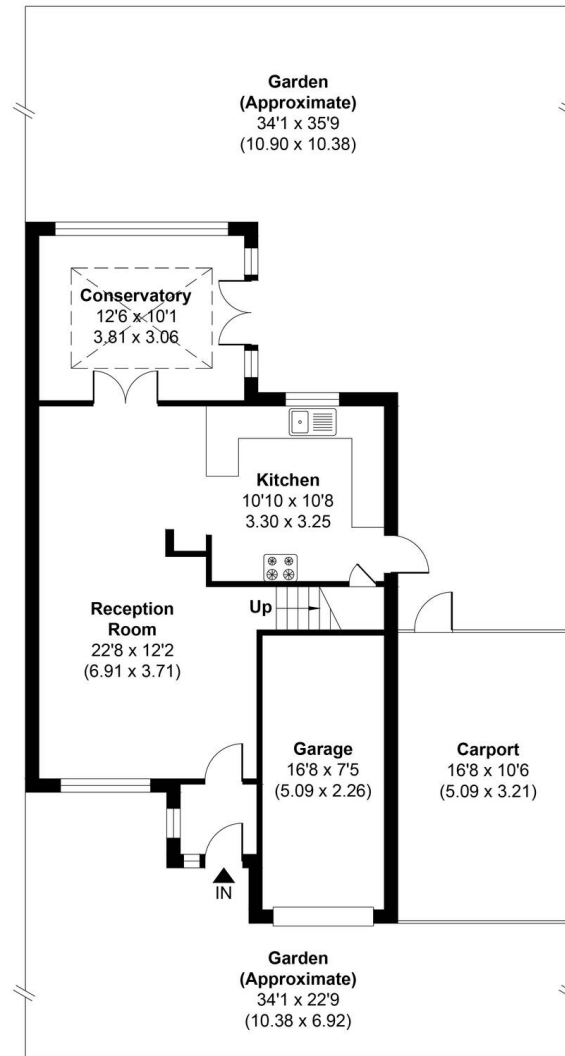 Garden
(Approximate)
34'1 x 35'9
(10.90 x 10.38)
Conservatory
12'6 x 10'1
3.81 x 3.06
Kitchen
10'10 x 10'8
3.30 x 3.25
Up
Reception
Room
22'8 x 12'2
(6.91 x 3.71)
Garage
16'8 x 7'5
(5.09 x 2.26)
Carport
16'8 x 10'6
(5.09 x 3.21)
IN
Garden
(Approximate)
34'1 x 22'9
(10.38 x 6.92)